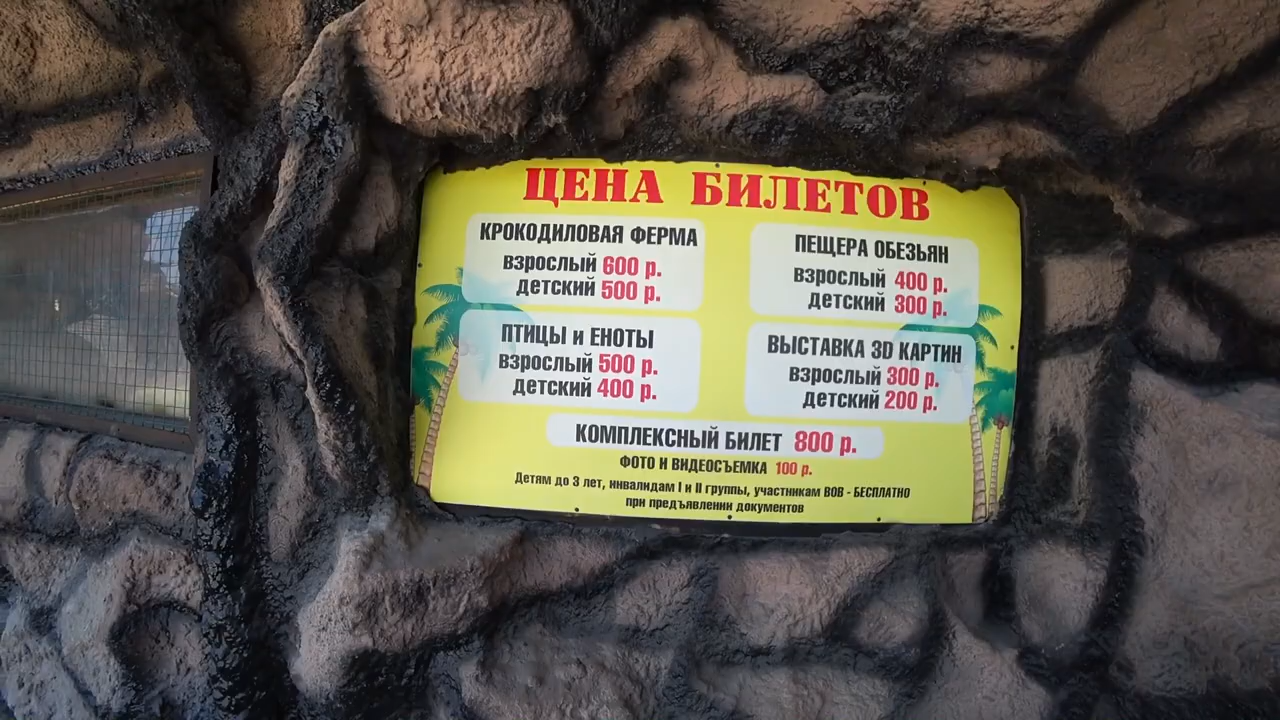 ЦЕНА БИЛЕТОВ
КРОКОДИЛОВАЯ ФЕРМА
взрослый 600 р.
детский 500 р.
ПЕЩЕРА ОБЕЗЬЯН
взрослый 400 р.
детский 300 р.
ПТИЦЫ и ЕНОТЫ
взрослый 500 р.
детский 400 р.
ВЫСТАВКА 3D КАРТИН
взрослый 300 р.
детский 200 р.
КОМПЛЕКСНЫЙ БИЛЕТ 800 р.
ФОТО И ВИДЕОСЪЕМКА 100 р.
Детям до 3 лет, инвалидам I и II группы, участникам ВОВ - БЕСПЛАТНО
при предъявлении документов